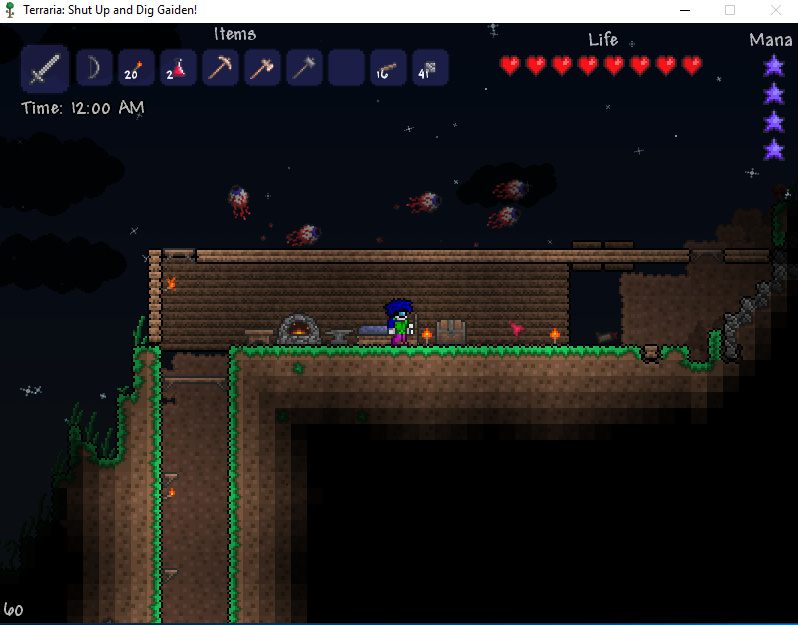 Terraria: Shut Up and Dig Gaiden!
Items
Life
Mana
20
2
16
41
Time: 12:00 AM
60